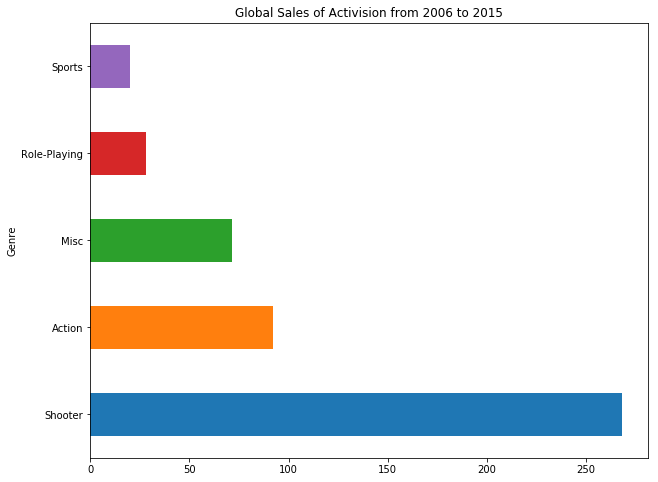 Global Sales of Activision from 2006 to 2015
Sports
Role-Playing
Misc
Action
Shooter
Genre
0 50 100 150 200 250